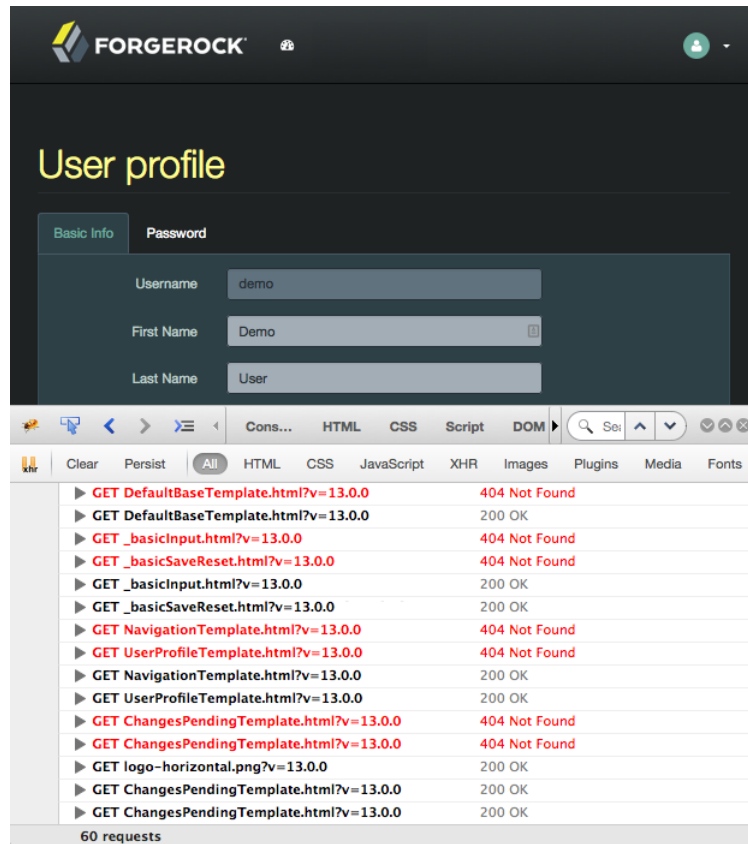 FORGEROCK
User profile
Basic Info Password
Username demo
First Name Demo
Last Name User
Cons... HTML CSS Script DOM
xhr Clear Persist All HTML CSS JavaScript XHR Images Plugins Media Fonts
GET DefaultBaseTemplate.html?v=13.0.0 404 Not Found
GET DefaultBaseTemplate.html?v=13.0.0 200 OK
GET _basicInput.html?v=13.0.0 404 Not Found
GET _basicSaveReset.html?v=13.0.0 404 Not Found
GET _basicInput.html?v=13.0.0 200 OK
GET _basicSaveReset.html?v=13.0.0 200 OK
GET NavigationTemplate.html?v=13.0.0 404 Not Found
GET UserProfileTemplate.html?v=13.0.0 404 Not Found
GET NavigationTemplate.html?v=13.0.0 200 OK
GET UserProfileTemplate.html?v=13.0.0 200 OK
GET ChangesPendingTemplate.html?v=13.0.0 404 Not Found
GET ChangesPendingTemplate.html?v=13.0.0 404 Not Found
GET logo-horizontal.png?v=13.0.0 200 OK
GET ChangesPendingTemplate.html?v=13.0.0 200 OK
GET ChangesPendingTemplate.html?v=13.0.0 200 OK
60 requests